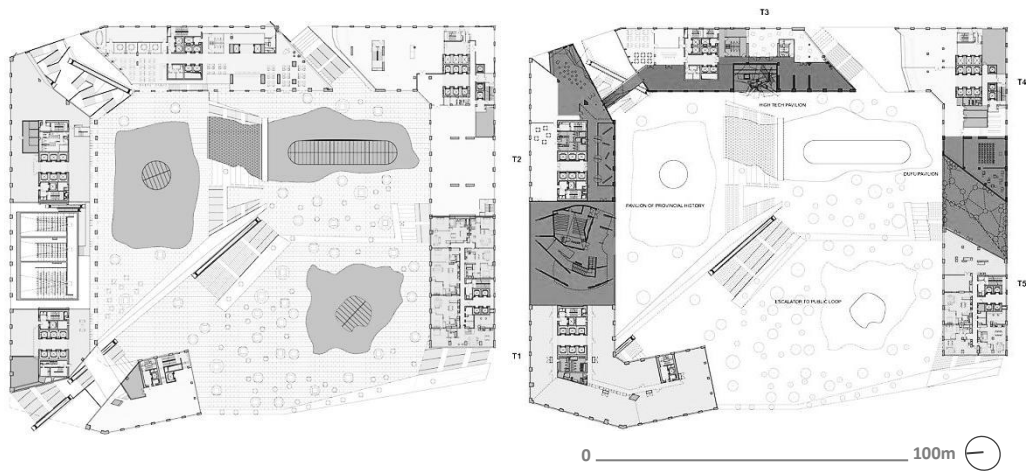 T3
T4
HIGH TECH PAVILION
T2
DUFU PAVILION
PAVILION OF PROVINCIAL HISTORY
T5
ESCALATOR TO PUBLIC LOOP
T1
0 100m